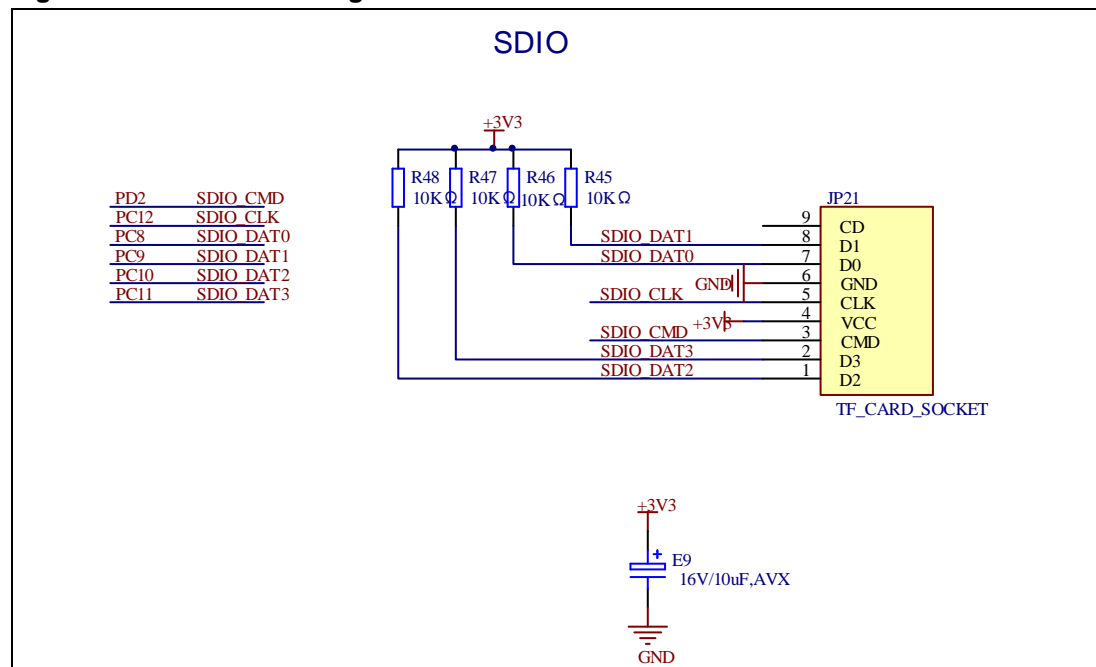 SDIO
+3V3
R48 R47 R46 R45
10KΩ 10KΩ 10KΩ 10KΩ
PD2 SDIO_CMD
PC12 SDIO_CLK
PC8 SDIO_DAT0
PC9 SDIO_DAT1
PC10 SDIO_DAT2
PC11 SDIO_DAT3
JP21
9 CD
SDIO_DAT1 8 D1
SDIO_DAT0 7 D0
GND 6 GND
SDIO_CLK 5 CLK
+3V3 4 VCC
SDIO_CMD 3 CMD
SDIO_DAT3 2 D3
SDIO_DAT2 1 D2
TF_CARD_SOCKET
+3V3
+
E9
16V/10uF,AVX
GND